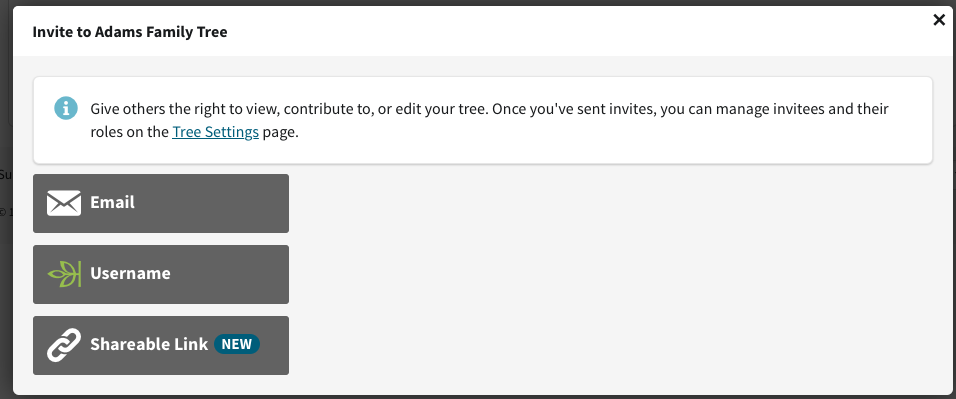 Invite to Adams Family Tree
×
Give others the right to view, contribute to, or edit your tree. Once you've sent invites, you can manage invitees and their
roles on the Tree Settings page.
Su
© 1
Email
Username
Shareable Link NEW